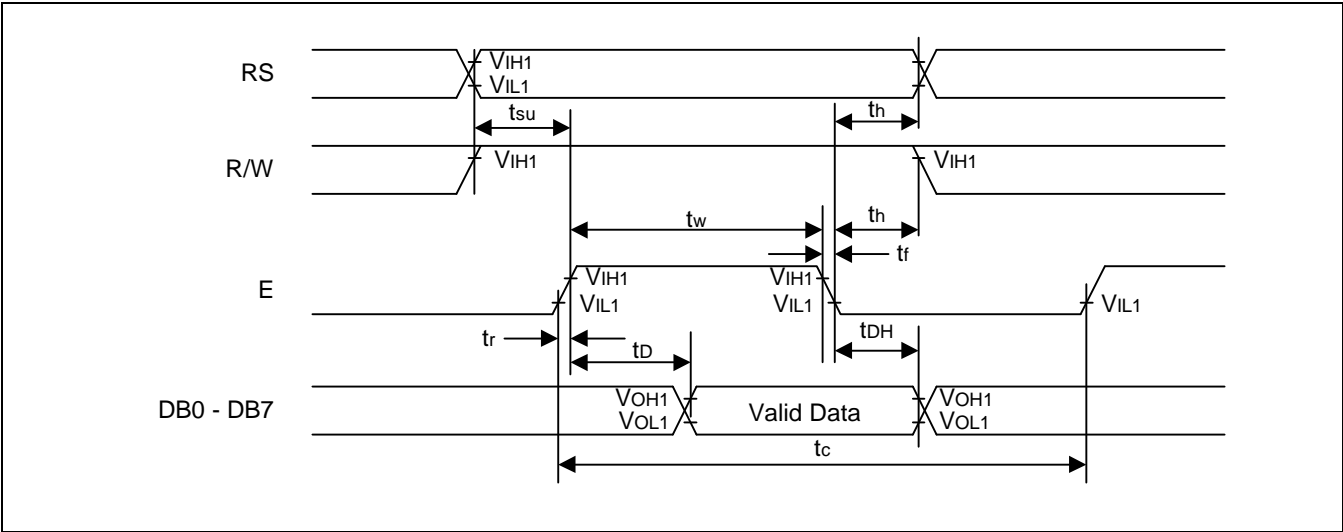 RS
VIH1
VIL1
tsu
th
R/W
VIH1
VIH1
tw
th
tf
E
VIH1
VIL1
VIH1
VIL1
VIL1
tr
tD
tDH
DB0 - DB7
VOH1
VOL1
Valid Data
VOH1
VOL1
tc